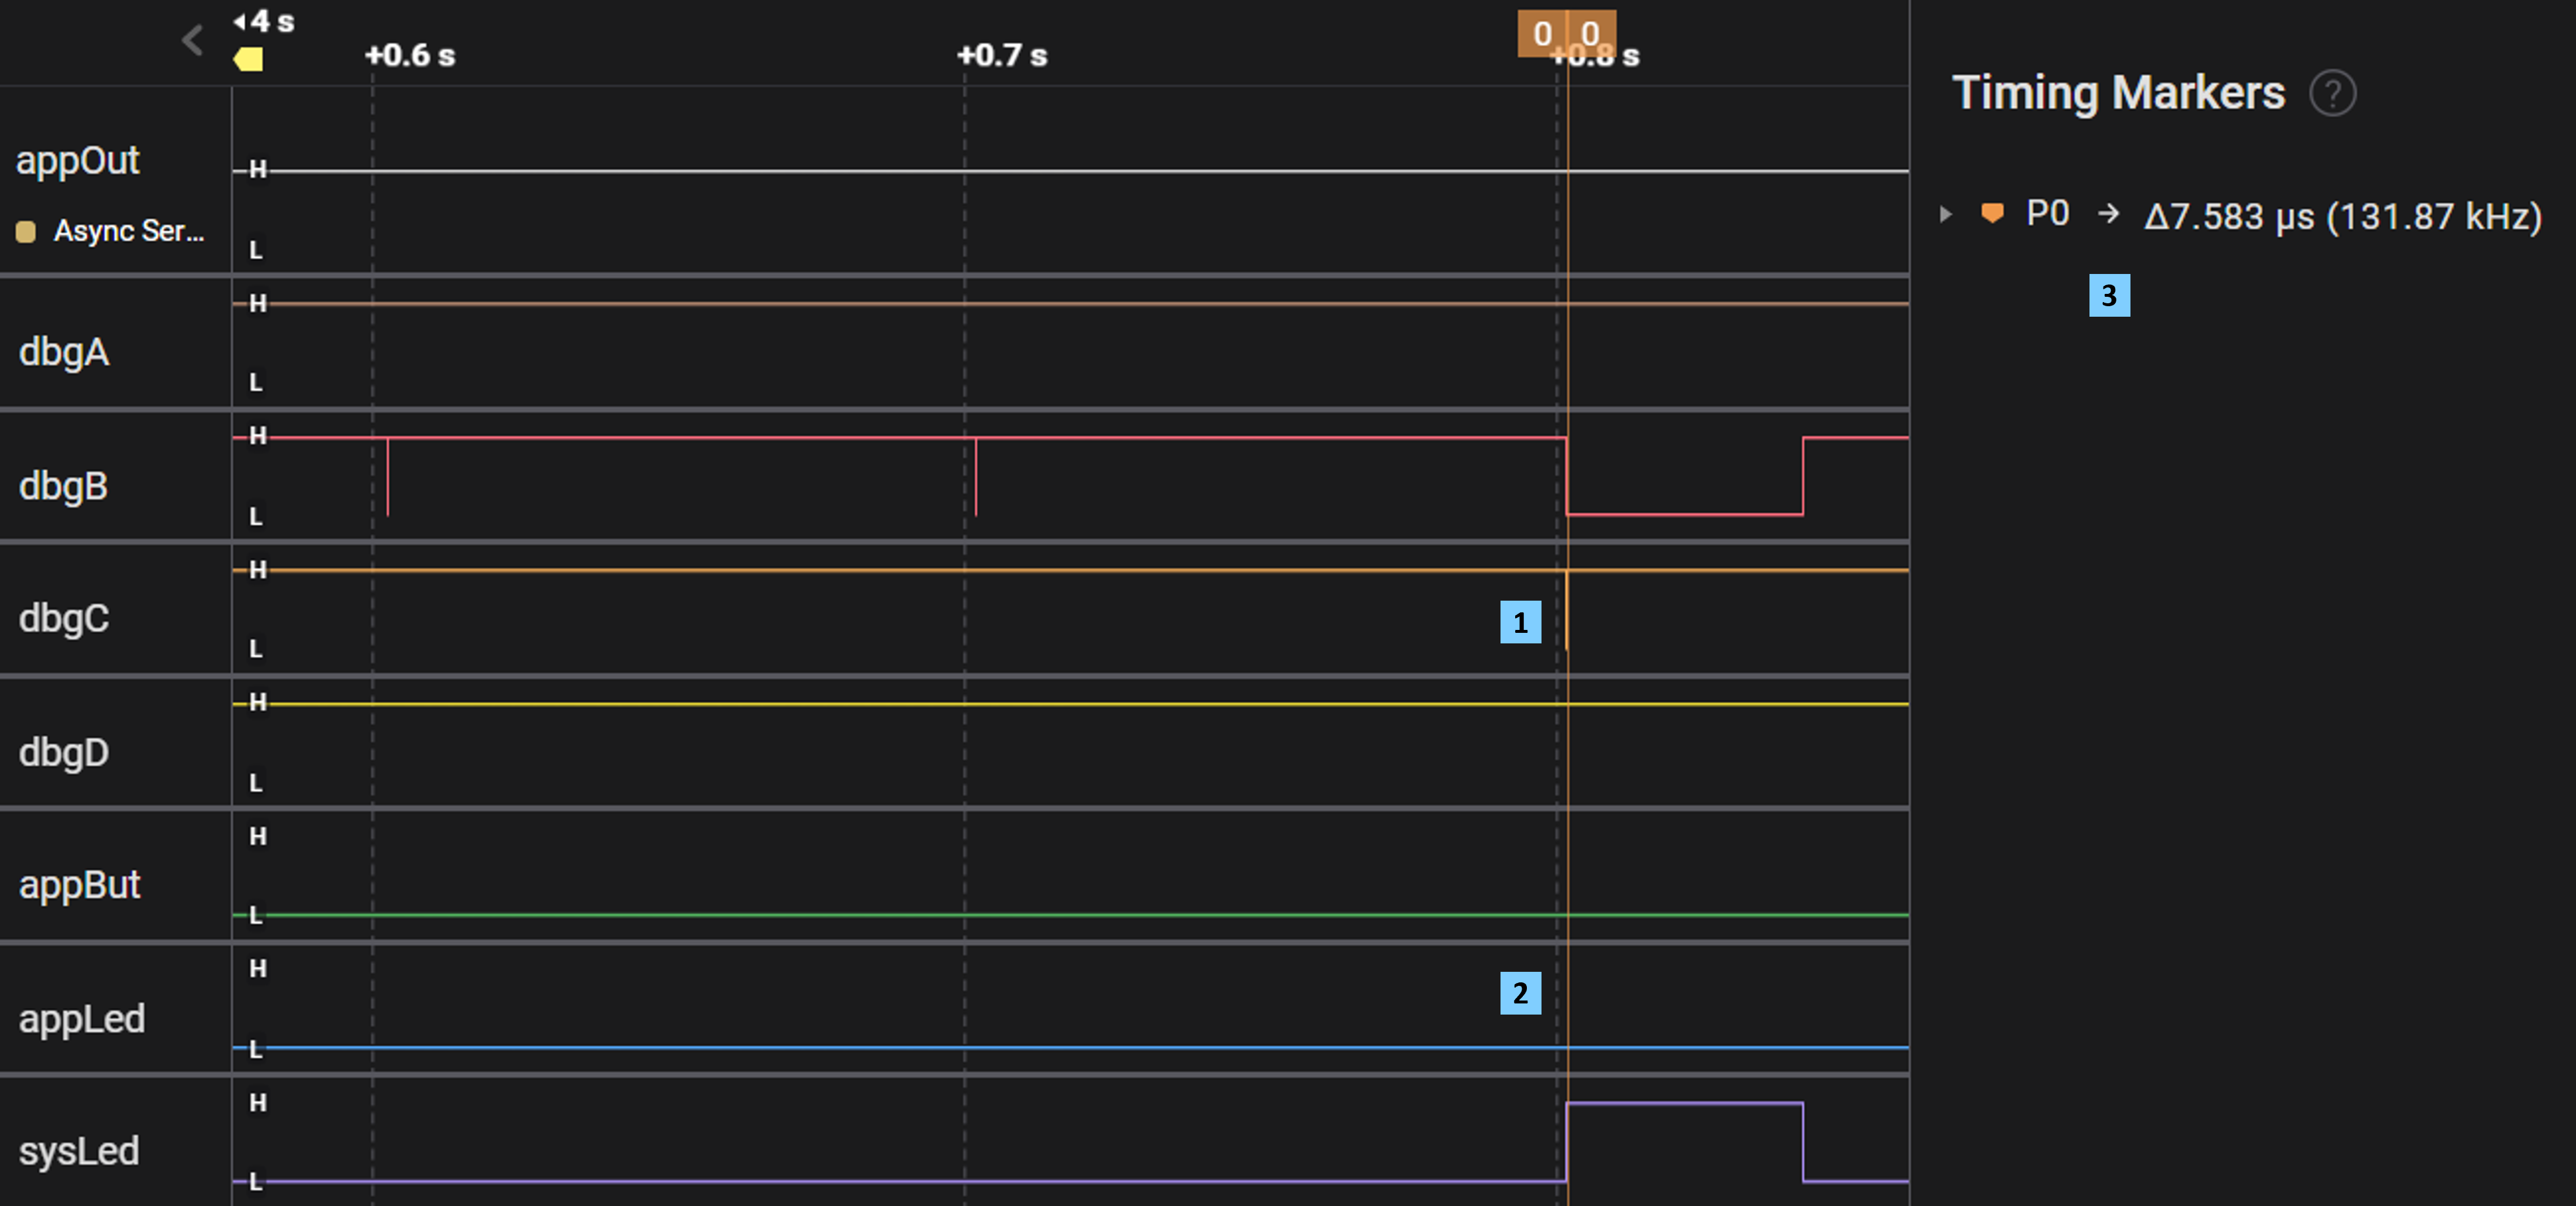 ◂4 s
+0.6 s
+0.7 s
+0.8 s
0 0
Timing Markers ?
P0 → Δ7.583 µs (131.87 kHz)
3
appOut
Async Ser...
H
L
dbgA
H
L
dbgB
H
L
dbgC
H
L
1
dbgD
H
L
appBut
H
L
appLed
H
L
2
sysLed
H
L